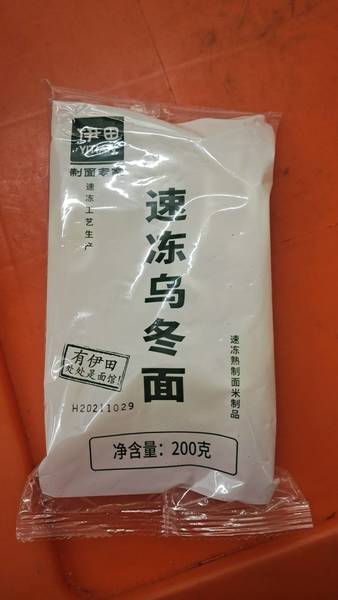 伊田
YITIAN
制面专家
速冻工艺生产
速冻乌冬面
速冻熟制面米制品
有伊田
处处是面馆!
H20211029
净含量: 200克